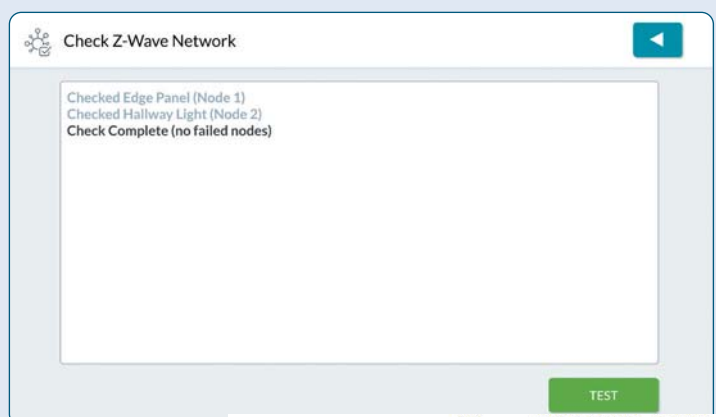 Check Z-Wave Network
Checked Edge Panel (Node 1)
Checked Hallway Light (Node 2)
Check Complete (no failed nodes)
TEST